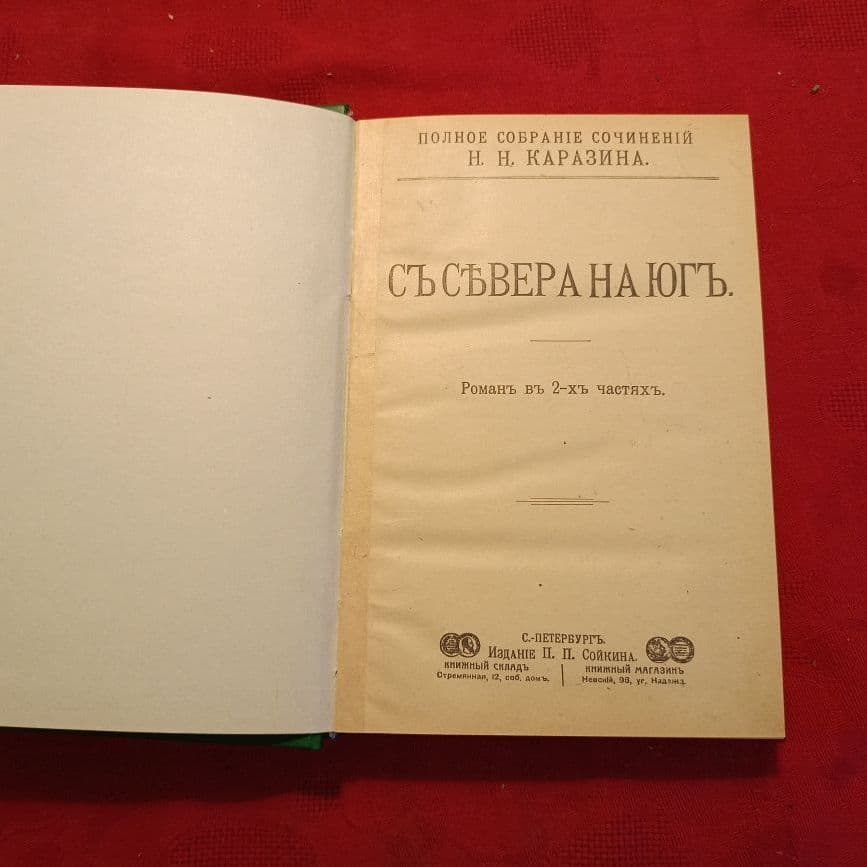 ПОЛНОЕ СОБРАНІЕ СОЧИНЕНІЙ
Н. Н. КАРАЗИНА.
СЪ СѢВЕРА НА ЮГЪ.
Романъ въ 2-хъ частяхъ.
С.-ПЕТЕРБУРГЪ.
Изданіе П. П. Сойкина.
КНИЖНЫЙ СКЛАДЪ
Стремянная, 12, соб. домъ.
КНИЖНЫЙ МАГАЗИНЪ
Невскій, 96, уг. Надежд.